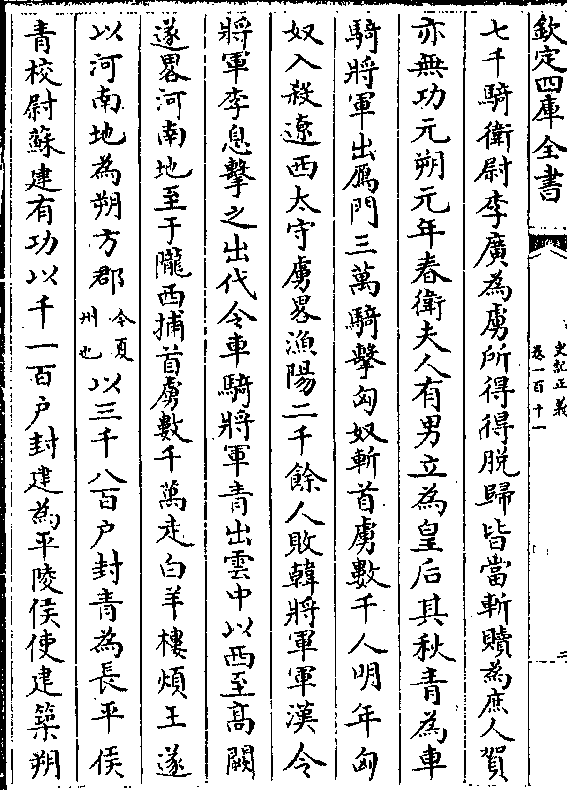 欽定四庫全書
史記正義
卷一百十一
三
七千騎衛尉李廣為虜所得得脱歸皆當斬贖為庶人賀
亦無功元朔元年春衛夫人有男立為皇后其秋青為車
騎將軍出鴈門三萬騎擊匈奴斬首虜數千人明年匈
奴入殺遼西太守虜畧漁陽二千餘人敗韓將軍軍漢令
將軍李息擊之出代令車騎將軍青出雲中以西至高闕
遂畧河南地至于隴西捕首虜數千萬走白羊樓煩王遂
以河南地為朔方郡今夏州也以三千八百户封青為長平侯
青校尉蘇建有功以千一百户封建為平陵侯使建築朔